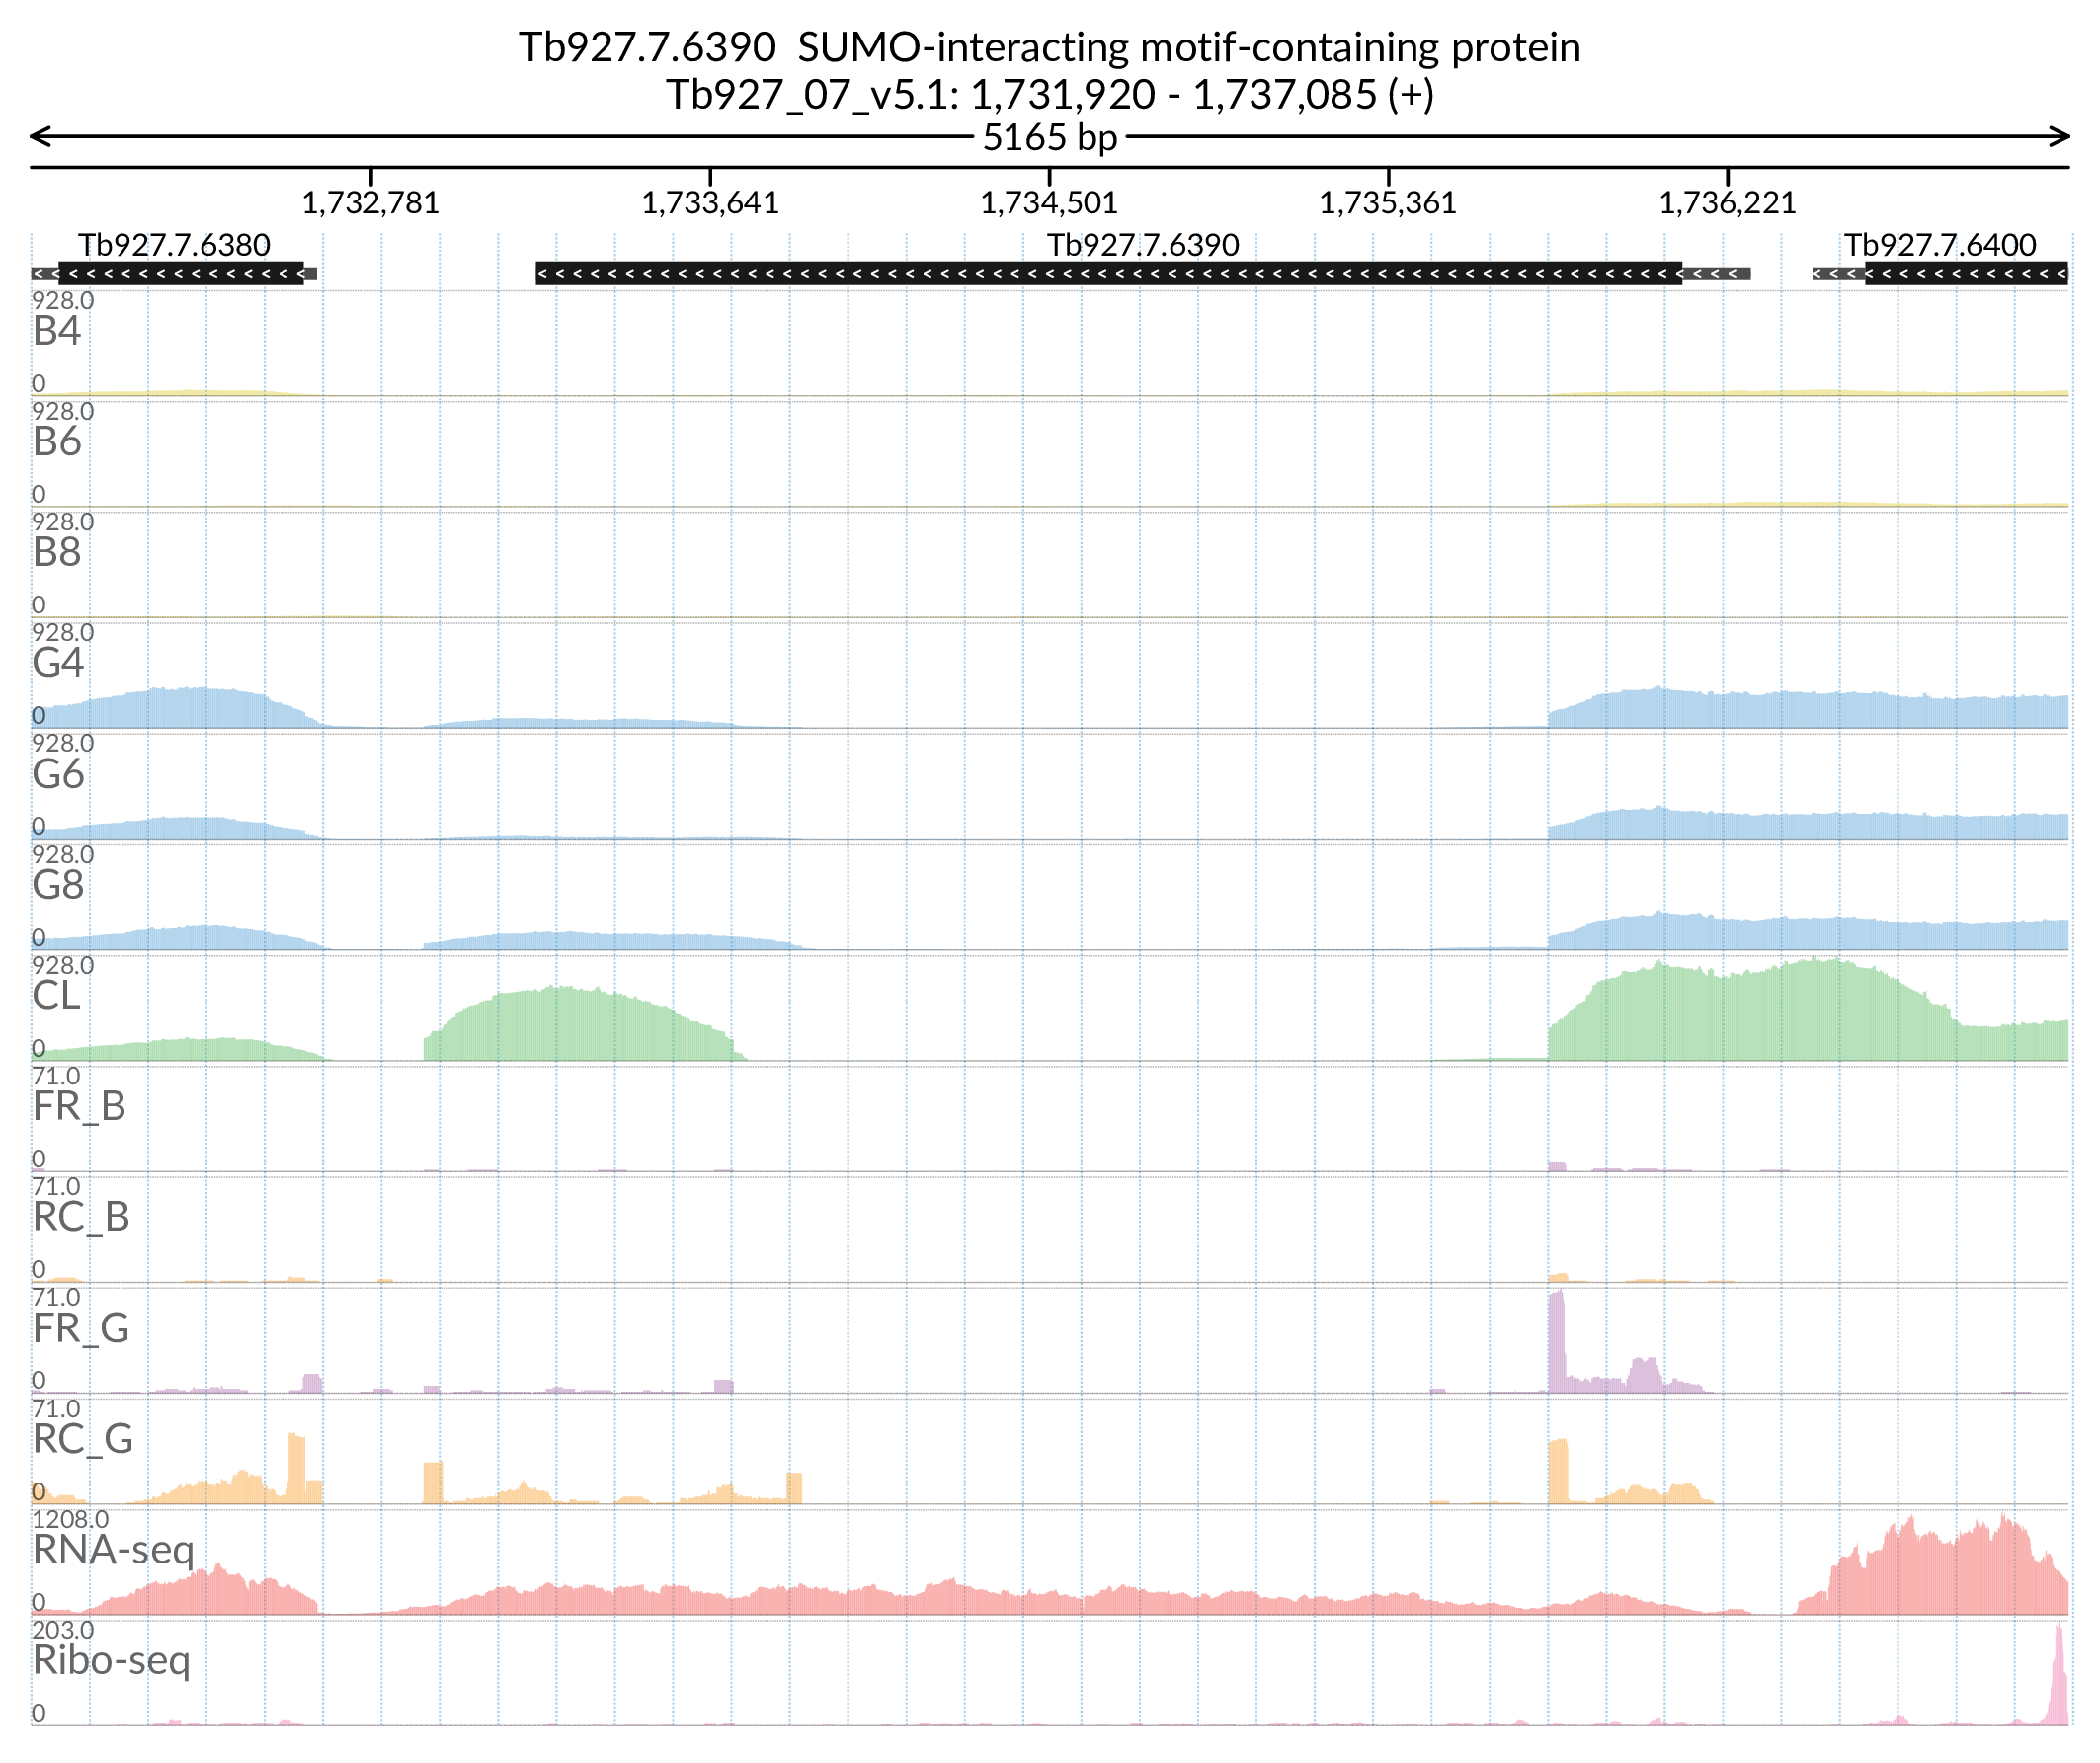 Tb927.7.6390  SUMO-interacting motif-containing protein
Tb927_07_v5.1: 1,731,920 - 1,737,085 (+)
5165 bp
1,732,781 1,733,641 1,734,501 1,735,361 1,736,221
Tb927.7.6380 Tb927.7.6390 Tb927.7.6400
928.0
B4
0
928.0
B6
0
928.0
B8
0
928.0
G4
0
928.0
G6
0
928.0
G8
0
928.0
CL
0
71.0
FR_B
0
71.0
RC_B
0
71.0
FR_G
0
71.0
RC_G
0
1208.0
RNA-seq
0
203.0
Ribo-seq
0